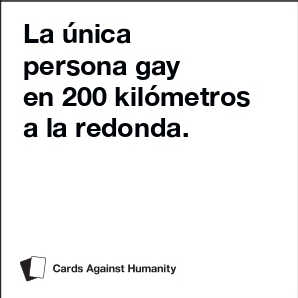 La única
persona gay
en 200 kilómetros
a la redonda.
Cards Against Humanity